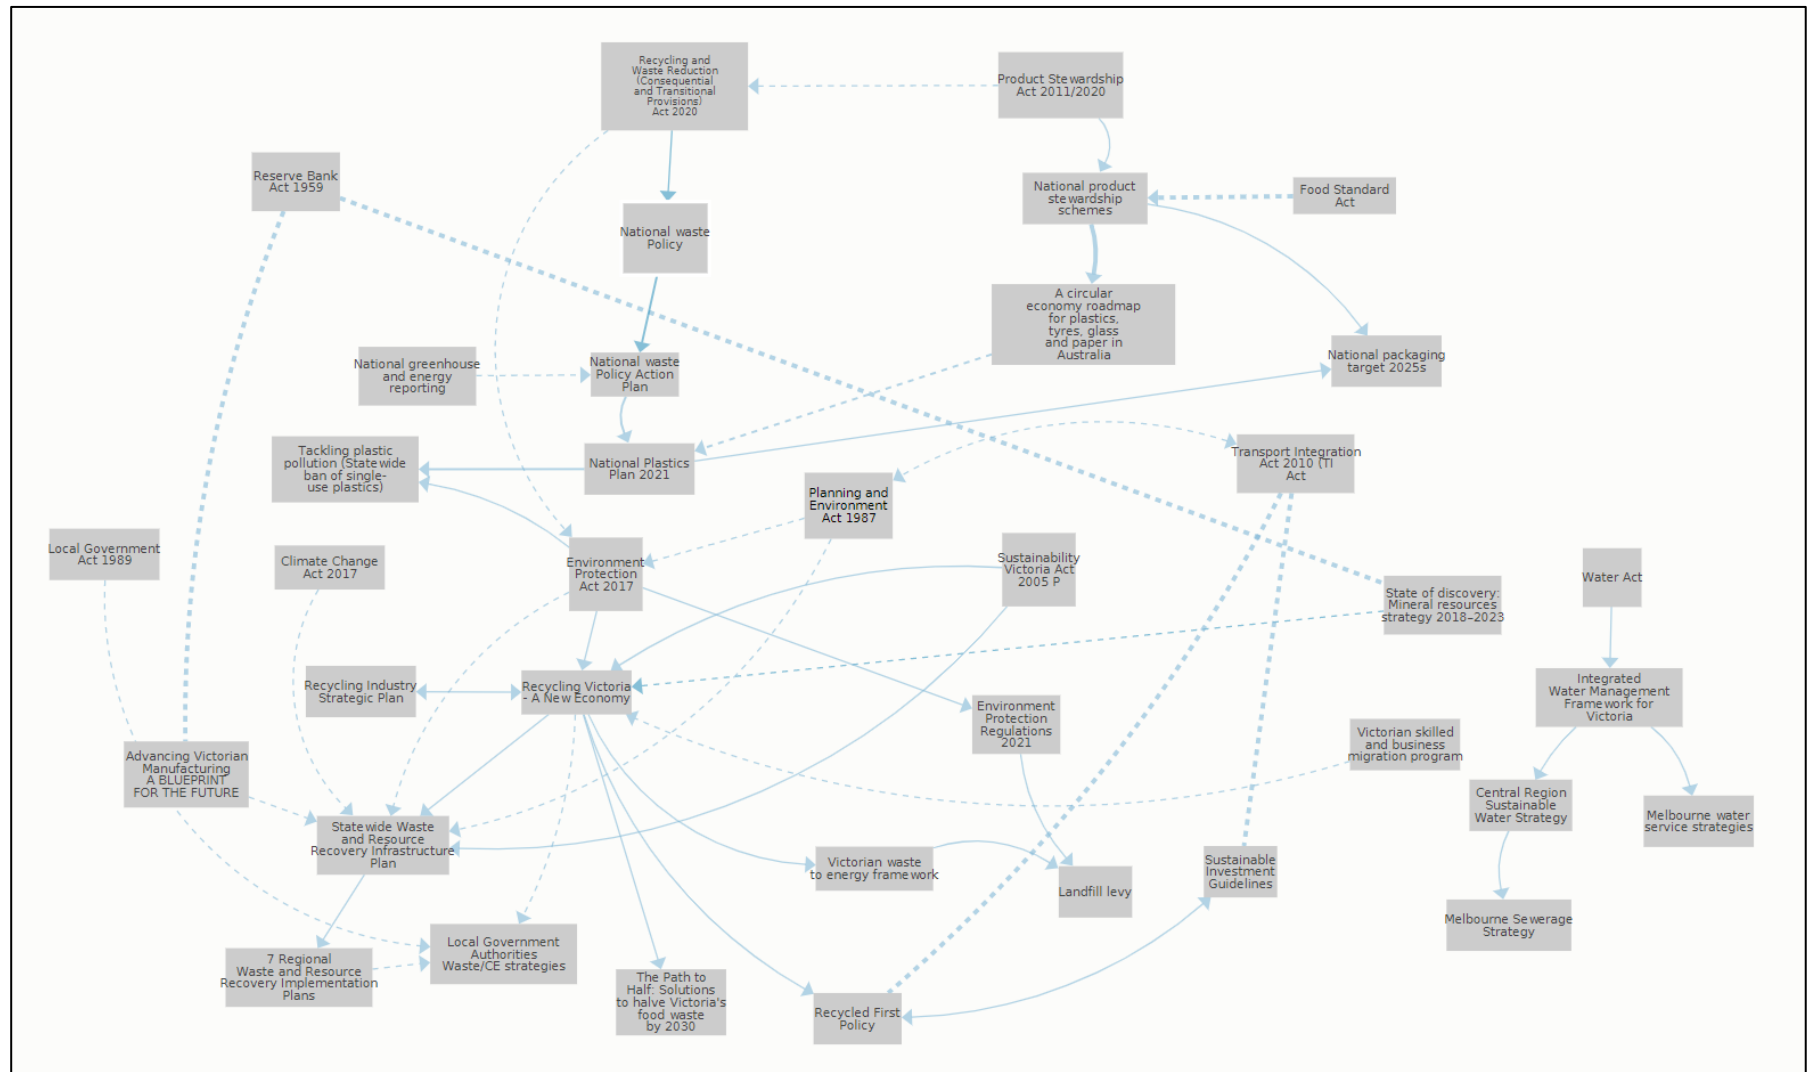 Recycling and
Waste Reduction
(Consequential
and Transitional
Provisions)
Act 2020
Product Stewardship
Act 2011/2020
Reserve Bank
Act 1959
National product
stewardship
schemes
Food Standard
Act
National waste
Policy
A circular
economy roadmap
for plastics,
tyres, glass
and paper in
Australia
National packaging
target 2025s
National greenhouse
and energy
reporting
National waste
Policy Action
Plan
Tackling plastic
pollution (Statewide
ban of single-
use plastics)
National Plastics
Plan 2021
Transport Integration
Act 2010 (TI
Act
Planning and
Environment
Act 1987
Local Government
Act 1989
Climate Change
Act 2017
Environment
Protection
Act 2017
Sustainability
Victoria Act
2005 P
State of discovery:
Mineral resources
strategy 2018–2023
Water Act
Recycling Industry
Strategic Plan
Recycling Victoria
- A New Economy
Environment
Protection
Regulations
2021
Integrated
Water Management
Framework for
Victoria
Victorian skilled
and business
migration program
Advancing Victorian
Manufacturing
A BLUEPRINT
FOR THE FUTURE
Central Region
Sustainable
Water Strategy
Melbourne water
service strategies
Statewide Waste
and Resource
Recovery Infrastructure
Plan
Victorian waste
to energy framework
Landfill levy
Sustainable
Investment
Guidelines
Melbourne Sewerage
Strategy
7 Regional
Waste and Resource
Recovery Implementation
Plans
Local Government
Authorities
Waste/CE strategies
The Path to
Half: Solutions
to halve Victoria's
food waste
by 2030
Recycled First
Policy